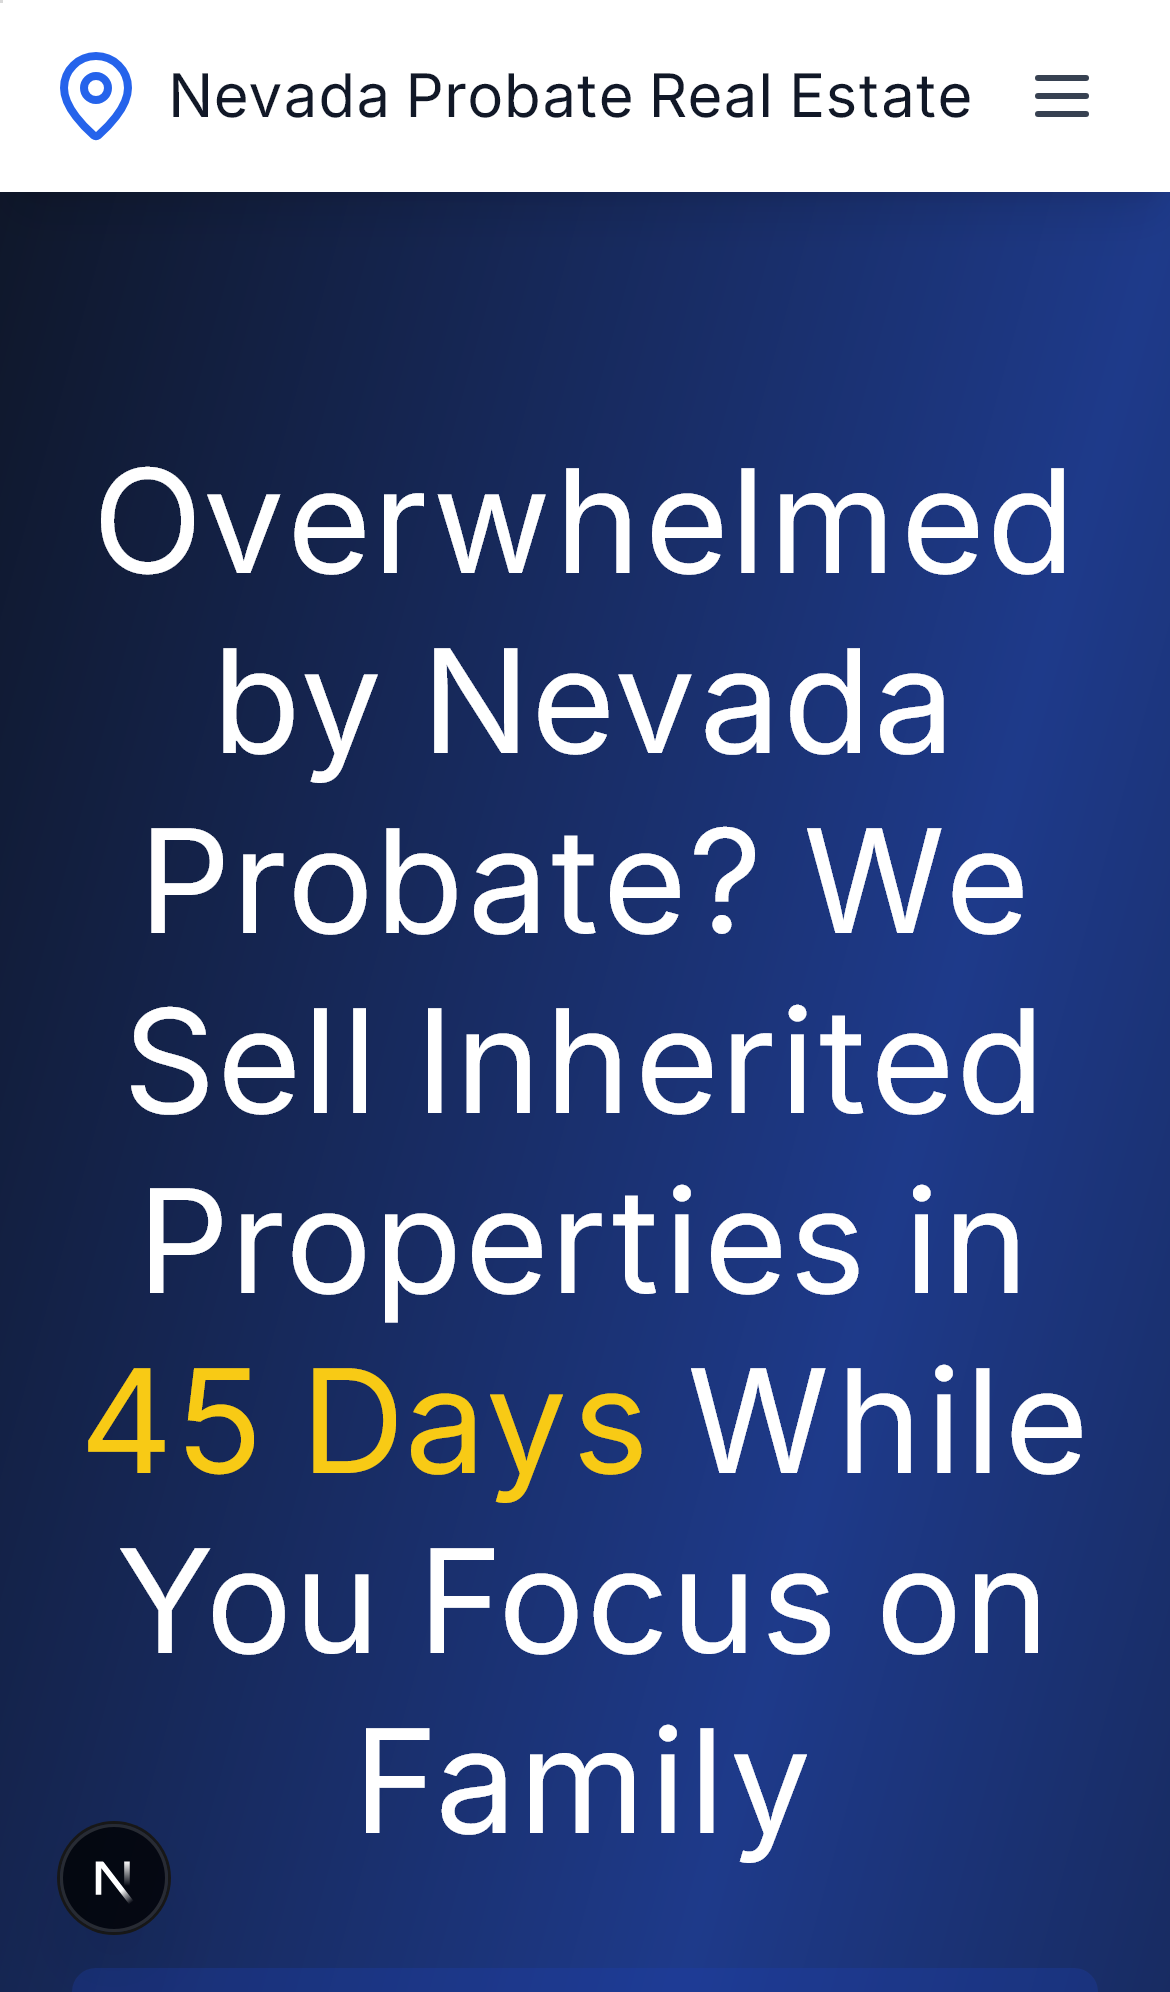 Nevada Probate Real Estate
Overwhelmed
by Nevada
Probate? We
Sell Inherited
Properties in
45 Days While
You Focus on
Family
N